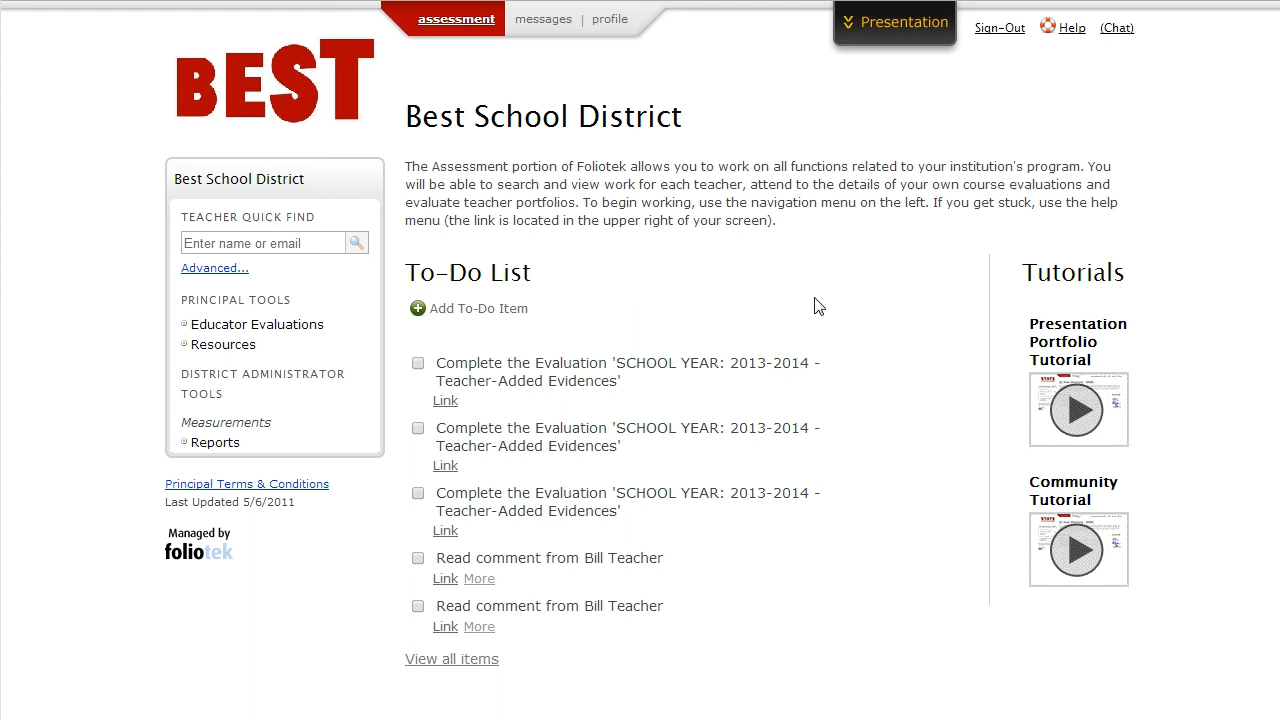 assessment messages | profile
Presentation
Sign-Out Help (Chat)
BEST
Best School District
The Assessment portion of Foliotek allows you to work on all functions related to your institution's program. You
will be able to search and view work for each teacher, attend to the details of your own course evaluations and
evaluate teacher portfolios. To begin working, use the navigation menu on the left. If you get stuck, use the help
menu (the link is located in the upper right of your screen).
Best School District
TEACHER QUICK FIND
Enter name or email
Advanced...
PRINCIPAL TOOLS
Educator Evaluations
Resources
DISTRICT ADMINISTRATOR
TOOLS
Measurements
Reports
Principal Terms & Conditions
Last Updated 5/6/2011
Managed by
foliotek
To-Do List
Add To-Do Item
Complete the Evaluation 'SCHOOL YEAR: 2013-2014 -
Teacher-Added Evidences'
Link
Complete the Evaluation 'SCHOOL YEAR: 2013-2014 -
Teacher-Added Evidences'
Link
Complete the Evaluation 'SCHOOL YEAR: 2013-2014 -
Teacher-Added Evidences'
Link
Read comment from Bill Teacher
Link More
Read comment from Bill Teacher
Link More
View all items
Tutorials
Presentation
Portfolio
Tutorial
Community
Tutorial